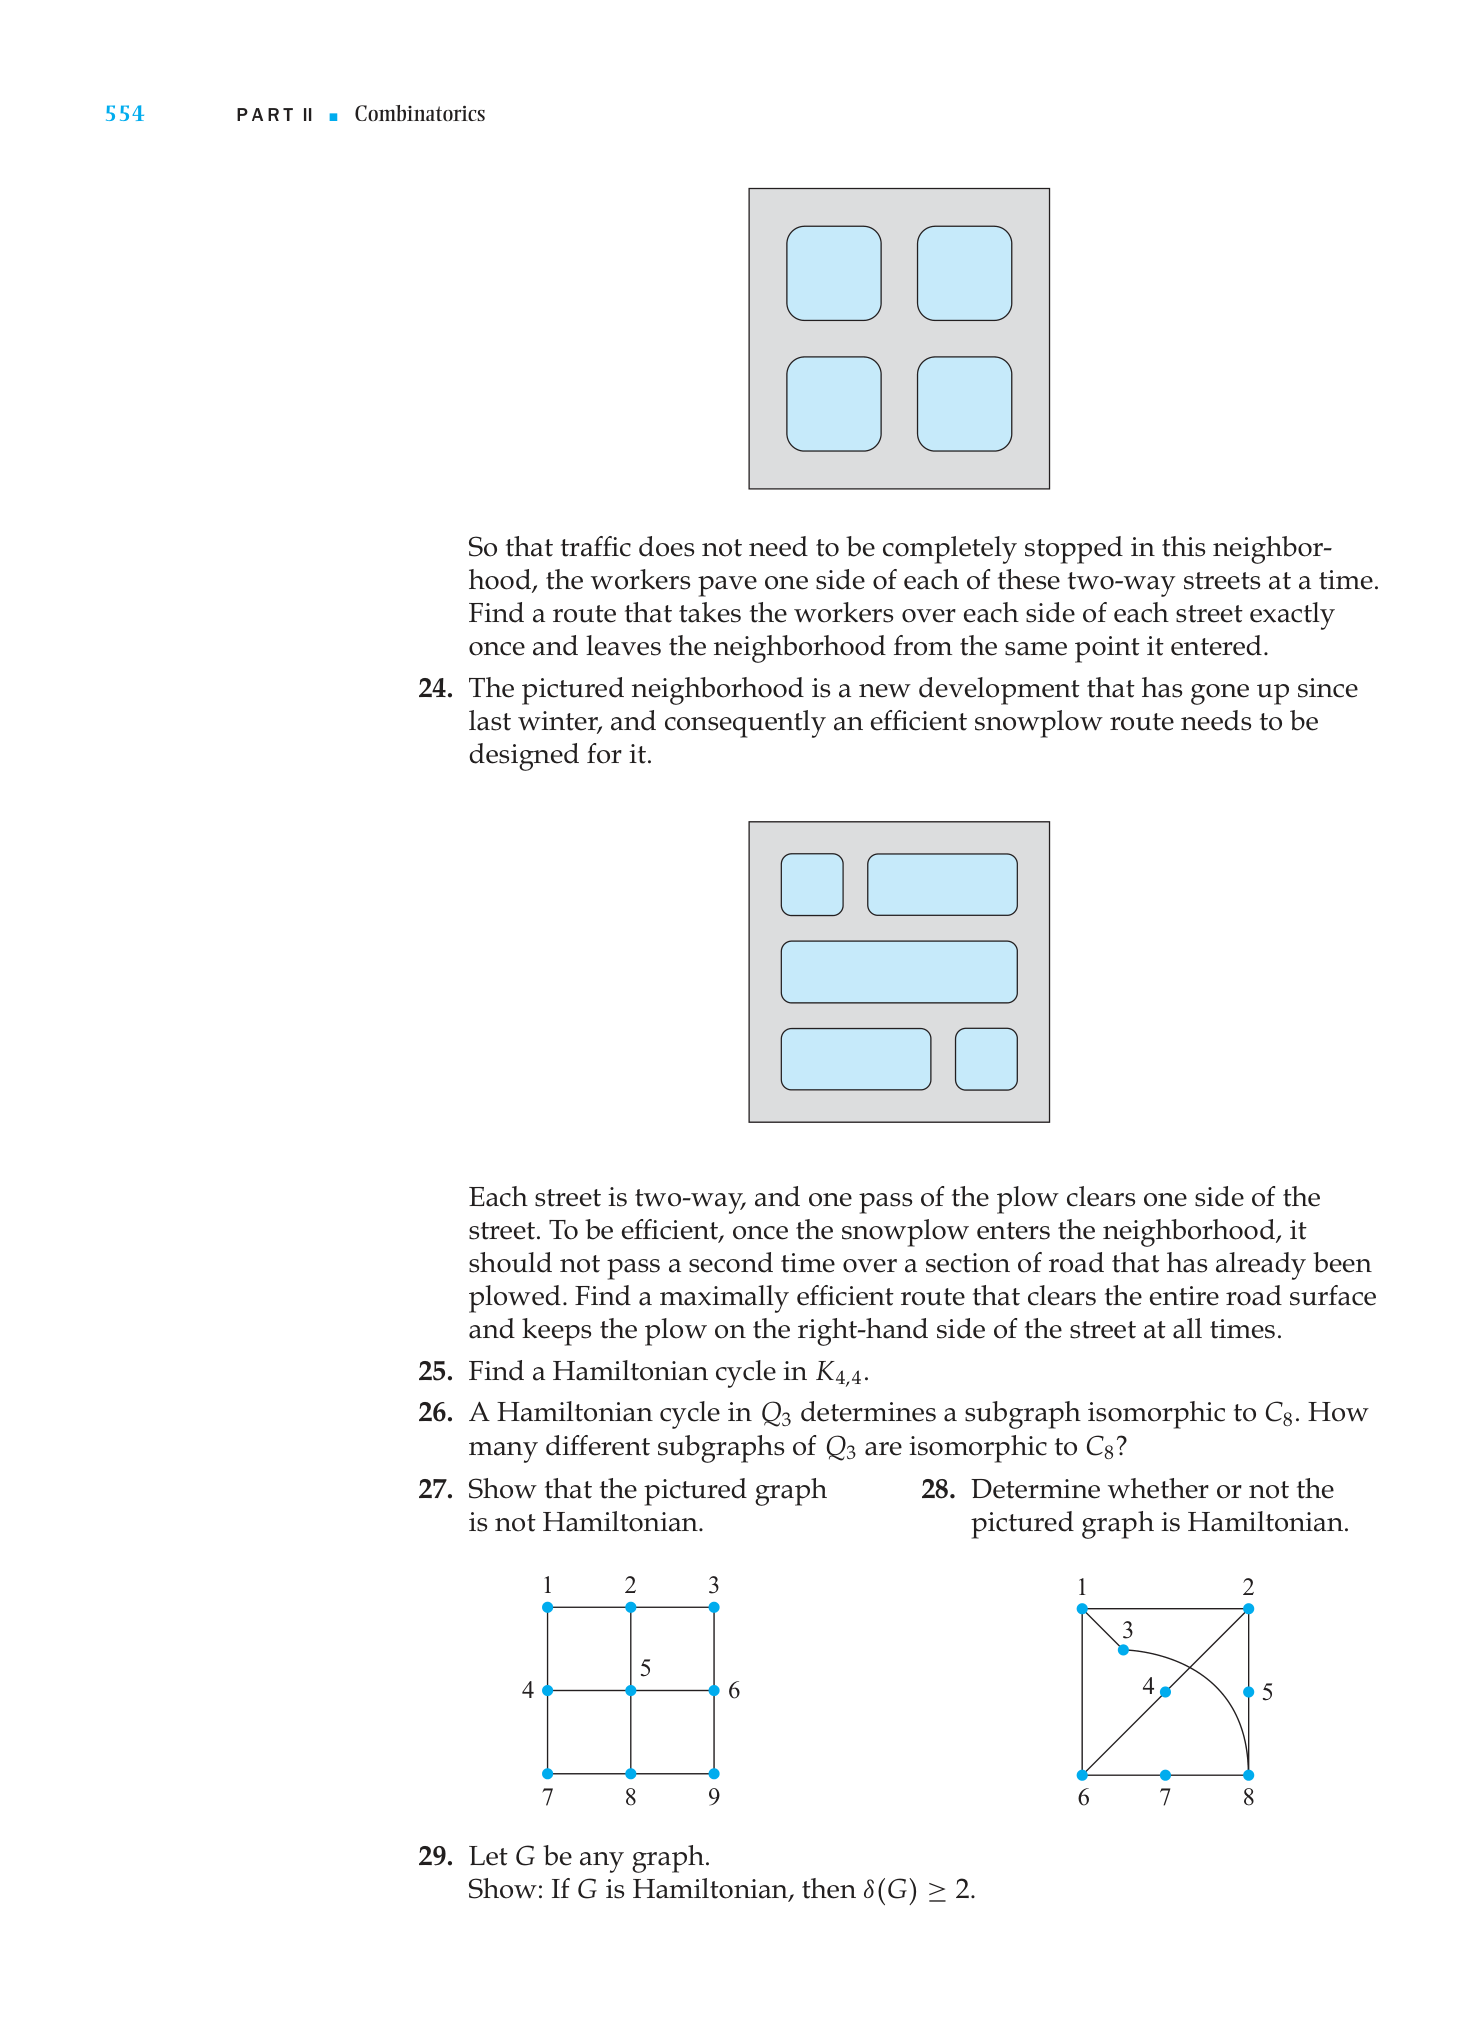 554 PART II ■ Combinatorics
So that traffic does not need to be completely stopped in this neighbor-
hood, the workers pave one side of each of these two-way streets at a time.
Find a route that takes the workers over each side of each street exactly
once and leaves the neighborhood from the same point it entered.
24. The pictured neighborhood is a new development that has gone up since
last winter, and consequently an efficient snowplow route needs to be
designed for it.
Each street is two-way, and one pass of the plow clears one side of the
street. To be efficient, once the snowplow enters the neighborhood, it
should not pass a second time over a section of road that has already been
plowed. Find a maximally efficient route that clears the entire road surface
and keeps the plow on the right-hand side of the street at all times.
25. Find a Hamiltonian cycle in K₄,₄.
26. A Hamiltonian cycle in Q₃ determines a subgraph isomorphic to C₈. How
many different subgraphs of Q₃ are isomorphic to C₈?
27. Show that the pictured graph
is not Hamiltonian.
28. Determine whether or not the
pictured graph is Hamiltonian.
1 2 3
5
4 6
7 8 9
1 2
3
4 5
6 7 8
29. Let G be any graph.
Show: If G is Hamiltonian, then δ(G) ≥ 2.